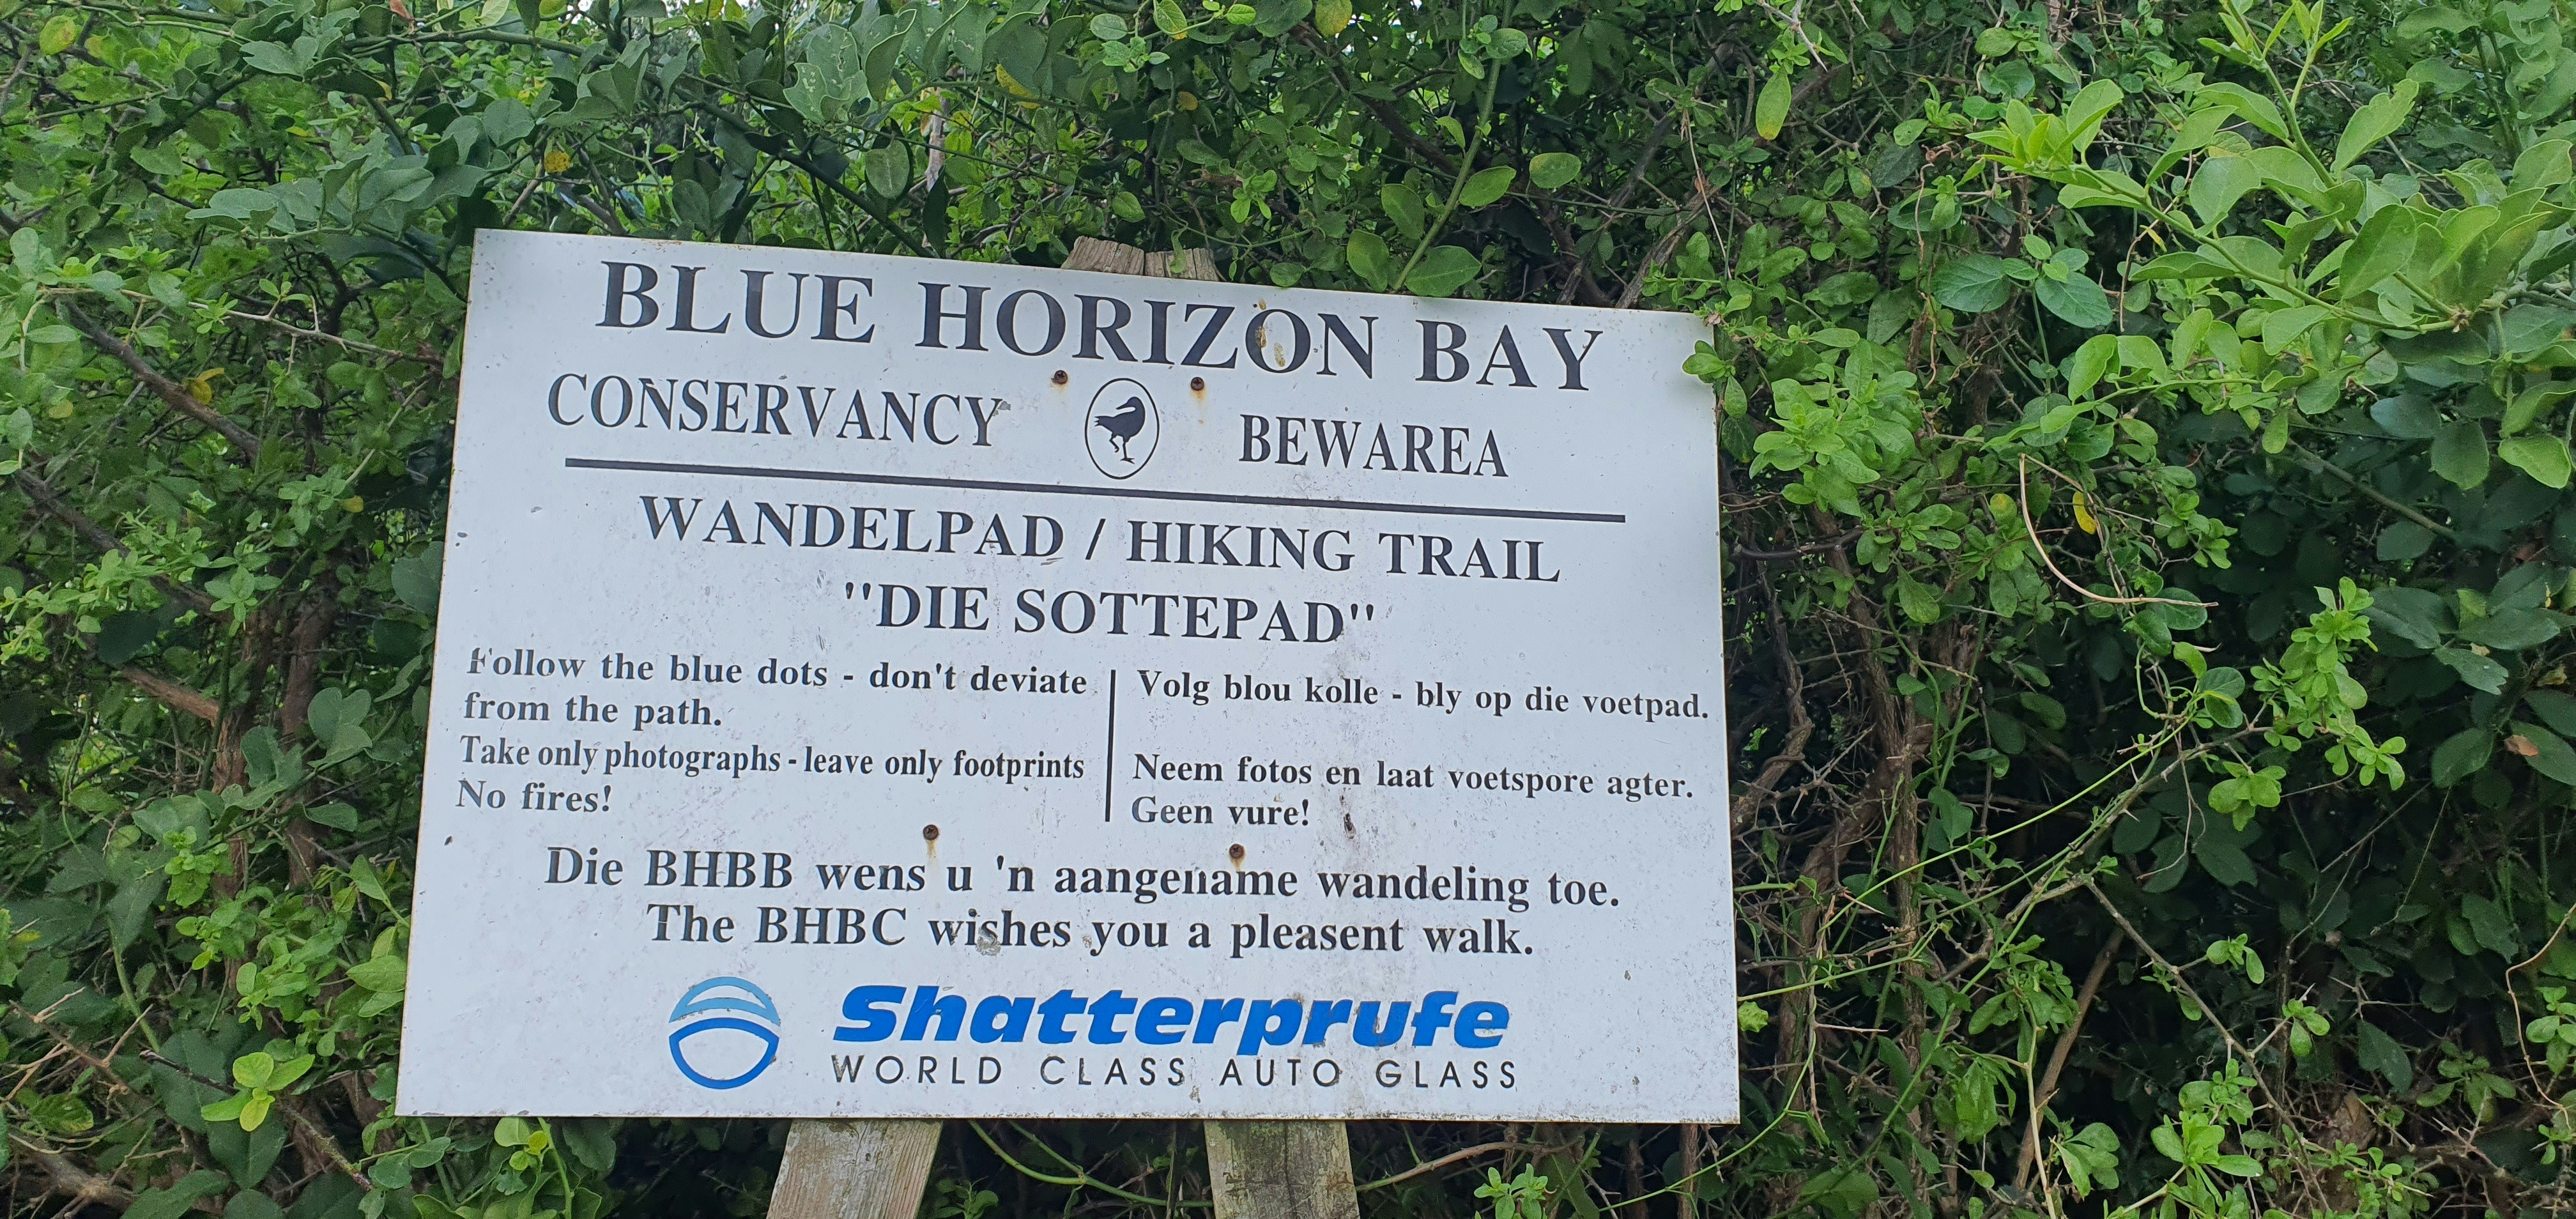 BLUE HORIZON BAY
CONSERVANCY BEWAREA
WANDELPAD / HIKING TRAIL
"DIE SOTTEPAD"
Follow the blue dots - don't deviate
from the path.
Take only photographs - leave only footprints
No fires!
Volg blou kolle - bly op die voetpad.
Neem fotos en laat voetspore agter.
Geen vure!
Die BHBB wens u 'n aangename wandeling toe.
The BHBC wishes you a pleasent walk.
Shatterprufe
WORLD CLASS AUTO GLASS